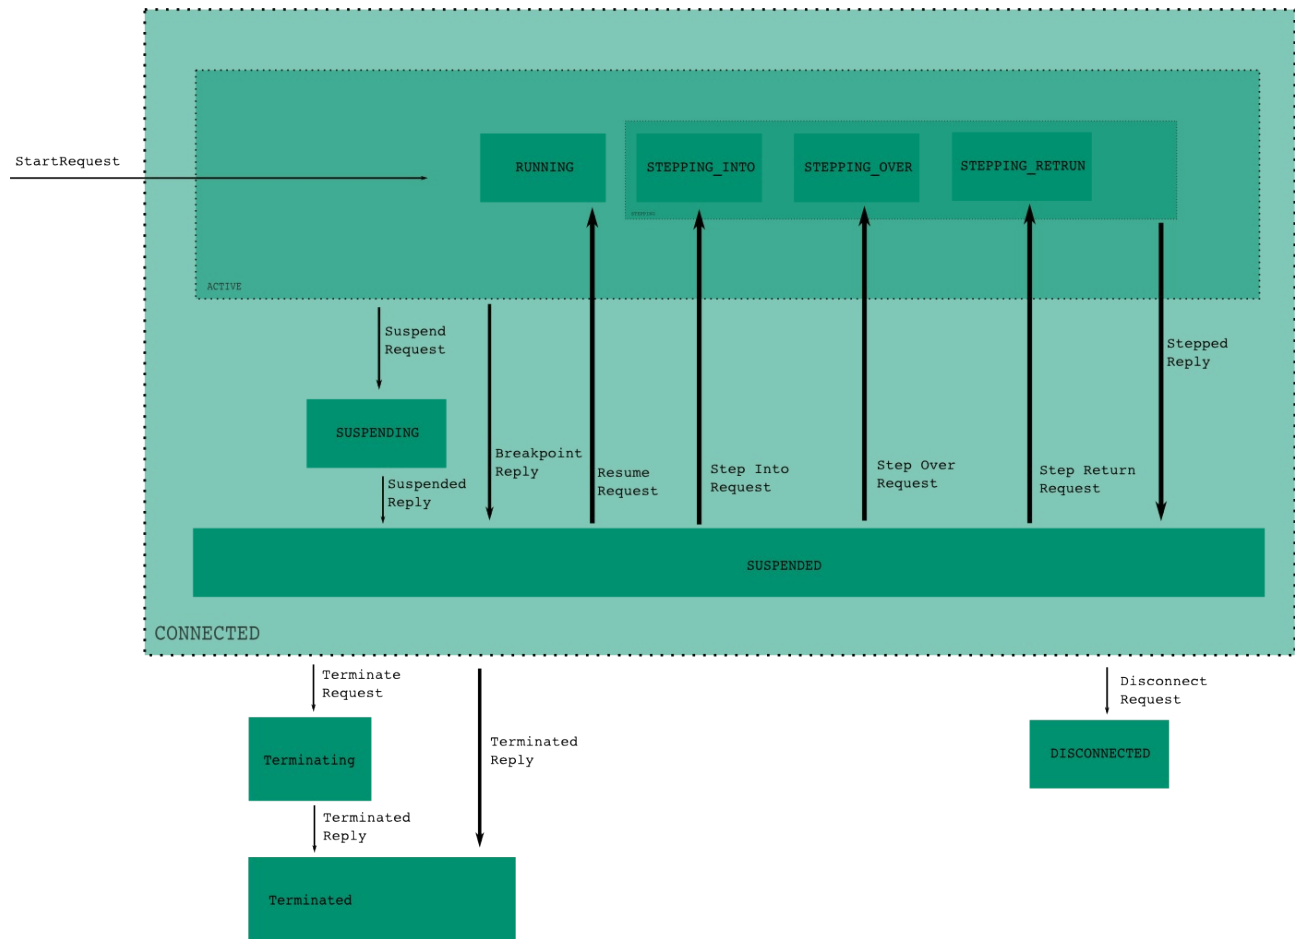 StartRequest
RUNNING
STEPPING_INTO
STEPPING_OVER
STEPPING_RETRUN
STEPPING
ACTIVE
Suspend
Request
Stepped
Reply
SUSPENDING
Breakpoint
Reply
Resume
Request
Step Into
Request
Step Over
Request
Step Return
Request
Suspended
Reply
SUSPENDED
CONNECTED
Terminate
Request
Disconnect
Request
Terminated
Reply
Terminating
DISCONNECTED
Terminated
Reply
Terminated